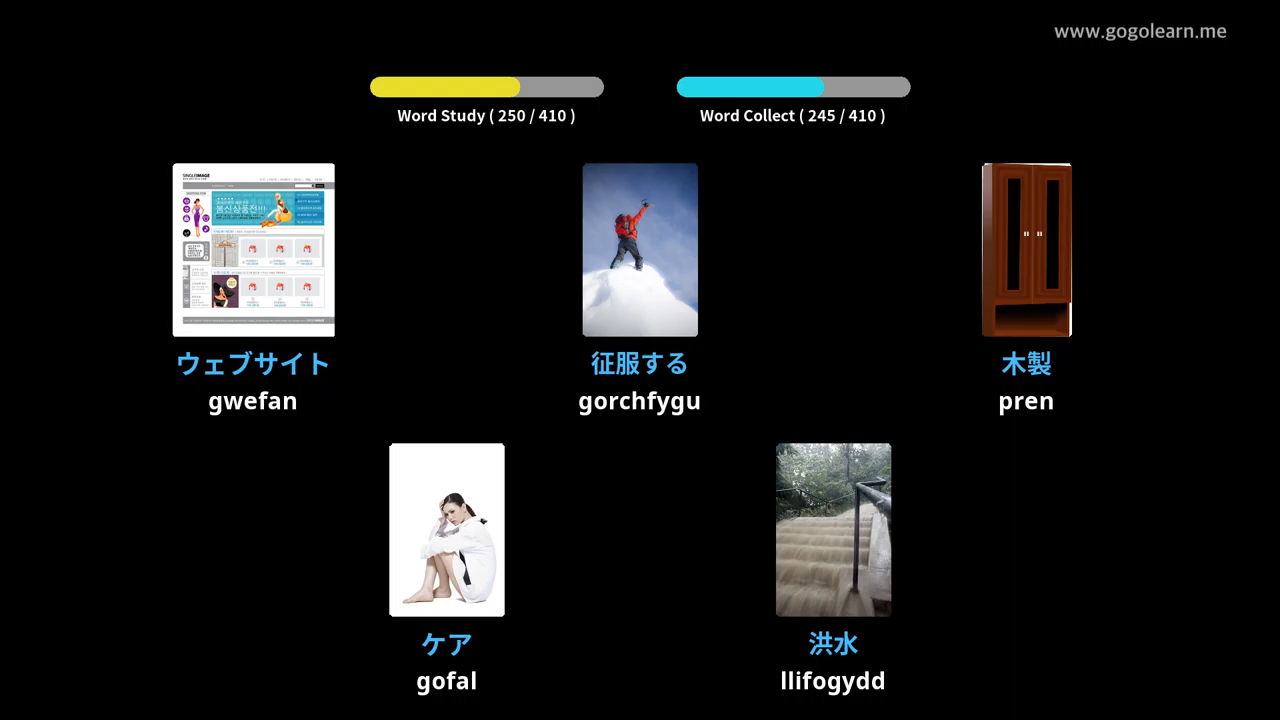 www.gogolearn.me
Word Study ( 250 / 410 )
Word Collect ( 245 / 410 )
ウェブサイト
gwefan
征服する
gorchfygu
木製
pren
ケア
gofal
洪水
llifogydd